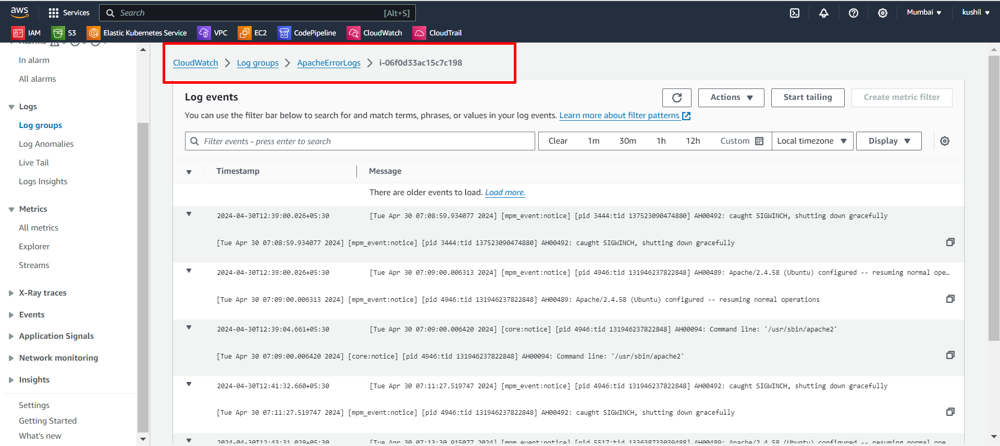 aws Services Search [Alt+S] Mumbai kushil
IAM S3 Elastic Kubernetes Service VPC EC2 CodePipeline CloudWatch CloudTrail
Alarms
In alarm
All alarms
Logs
Log groups
Log Anomalies
Live Tail
Logs Insights
Metrics
All metrics
Explorer
Streams
X-Ray traces
Events
Application Signals
Network monitoring
Insights
Settings
Getting Started
What's new
CloudWatch > Log groups > ApacheErrorLogs > i-06f0d33ac15c7c198
Log events
Actions Start tailing Create metric filter
You can use the filter bar below to search for and match terms, phrases, or values in your log events. Learn more about filter patterns
Filter events - press enter to search Clear 1m 30m 1h 12h Custom Local timezone Display
Timestamp Message
There are older events to load. Load more.
2024-04-30T12:39:00.026+05:30 [Tue Apr 30 07:08:59.934077 2024] [mpm_event:notice] [pid 3444:tid 137523090474880] AH00492: caught SIGWINCH, shutting down gracefully
[Tue Apr 30 07:08:59.934077 2024] [mpm_event:notice] [pid 3444:tid 137523090474880] AH00492: caught SIGWINCH, shutting down gracefully
2024-04-30T12:39:00.026+05:30 [Tue Apr 30 07:09:00.006313 2024] [mpm_event:notice] [pid 4946:tid 131946237822848] AH00489: Apache/2.4.58 (Ubuntu) configured -- resuming normal ope…
[Tue Apr 30 07:09:00.006313 2024] [mpm_event:notice] [pid 4946:tid 131946237822848] AH00489: Apache/2.4.58 (Ubuntu) configured -- resuming normal operations
2024-04-30T12:39:04.661+05:30 [Tue Apr 30 07:09:00.006420 2024] [core:notice] [pid 4946:tid 131946237822848] AH00094: Command line: '/usr/sbin/apache2'
[Tue Apr 30 07:09:00.006420 2024] [core:notice] [pid 4946:tid 131946237822848] AH00094: Command line: '/usr/sbin/apache2'
2024-04-30T12:41:32.660+05:30 [Tue Apr 30 07:11:27.519747 2024] [mpm_event:notice] [pid 4946:tid 131946237822848] AH00492: caught SIGWINCH, shutting down gracefully
[Tue Apr 30 07:11:27.519747 2024] [mpm_event:notice] [pid 4946:tid 131946237822848] AH00492: caught SIGWINCH, shutting down gracefully
2024-04-30T12:43:31.028+05:30 [Tue Apr 30 07:13:30.915077 2024] [mpm_event:notice] [pid 5517:tid 133638733039488] AH00489: Apache/2.4.58 (Ubuntu) configured -- resuming normal ope…